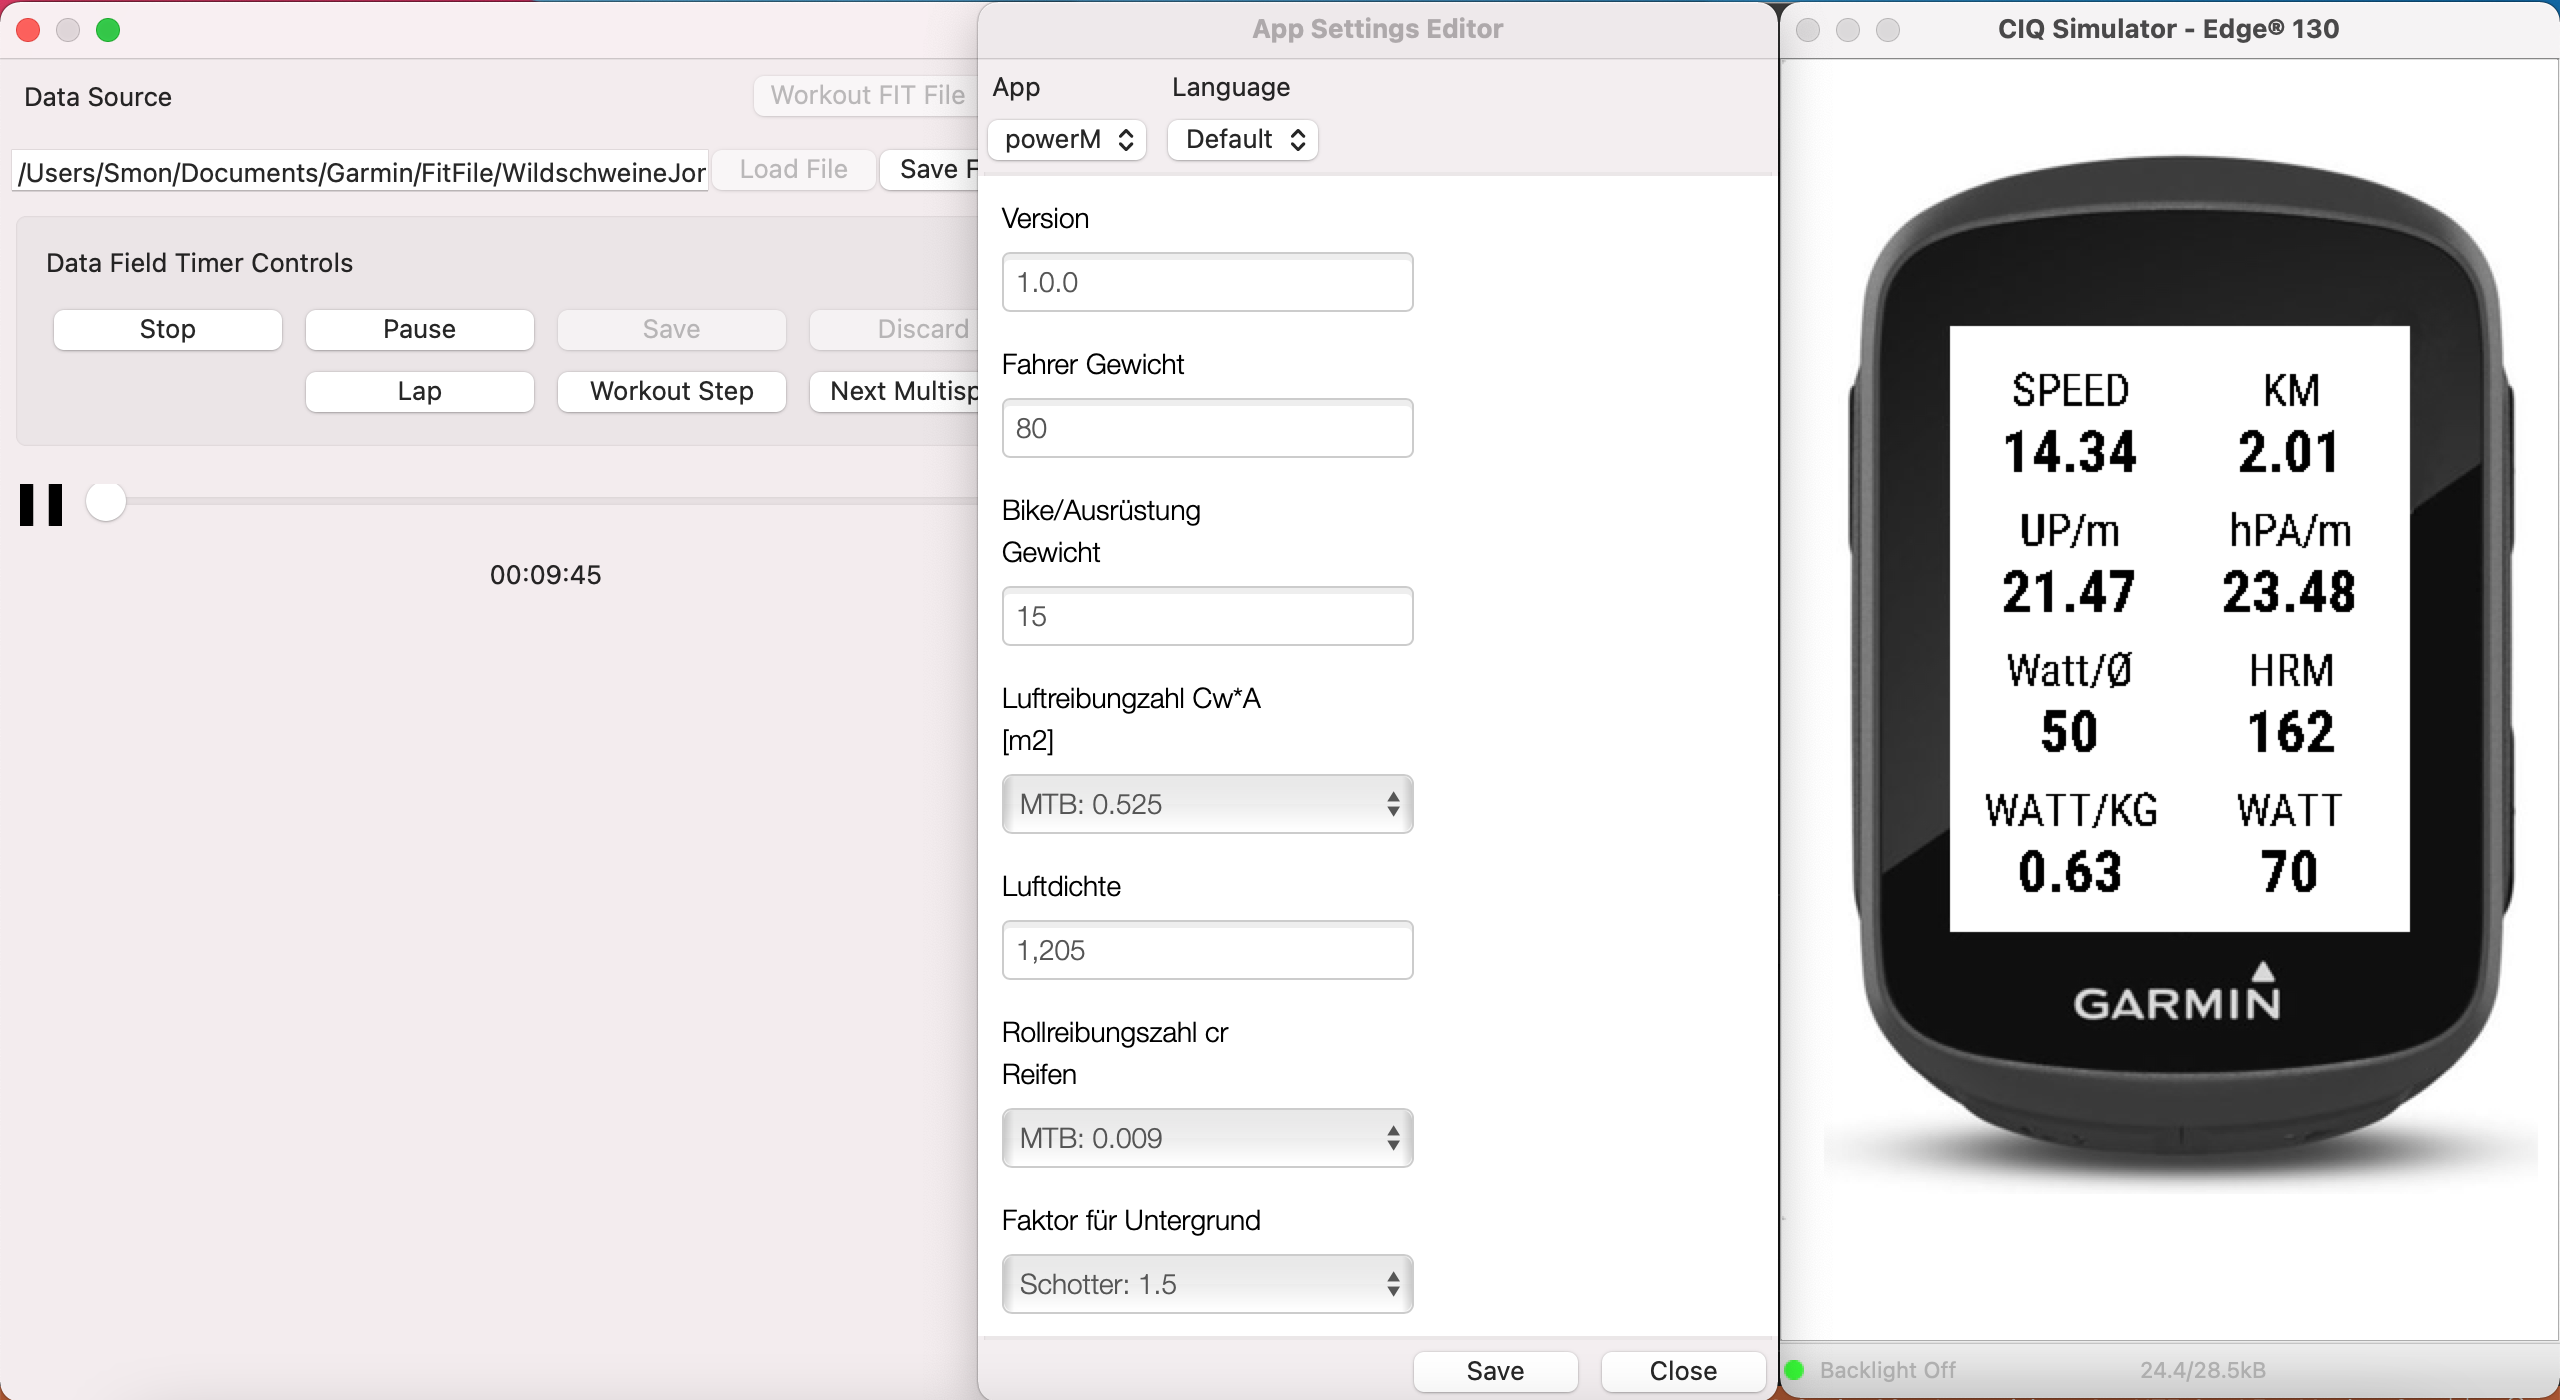 Data Source
Workout FIT File
/Users/Smon/Documents/Garmin/FitFile/WildschweineJor
Load File
Save F
Data Field Timer Controls
Stop
Pause
Save
Discard
Lap
Workout Step
Next Multisp
00:09:45
App Settings Editor
App
Language
powerM
Default
Version
1.0.0
Fahrer Gewicht
80
Bike/Ausrüstung
Gewicht
15
Luftreibungzahl Cw*A
[m2]
MTB: 0.525
Luftdichte
1,205
Rollreibungszahl cr
Reifen
MTB: 0.009
Faktor für Untergrund
Schotter: 1.5
Save
Close
CIQ Simulator - Edge® 130
SPEED KM
14.34 2.01
UP/m hPA/m
21.47 23.48
Watt/Ø HRM
50 162
WATT/KG WATT
0.63 70
GARMIN
Backlight Off
24.4/28.5kB